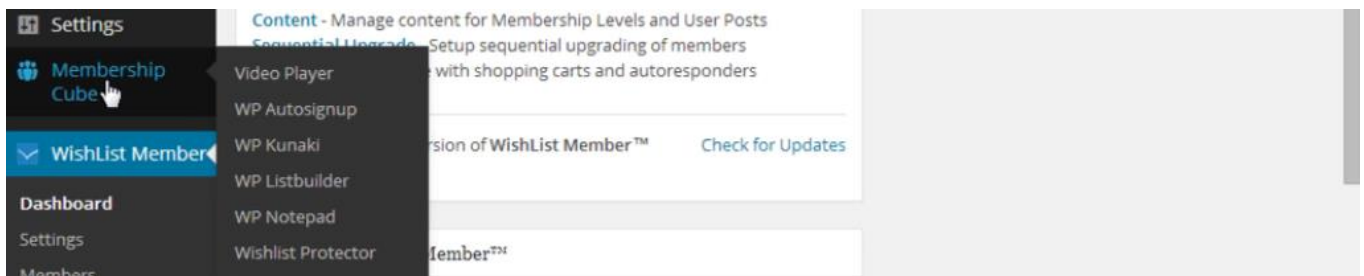 Settings
Membership
Cube
WishList Member
Dashboard
Settings
Members
Video Player
WP Autosignup
WP Kunaki
WP Listbuilder
WP Notepad
Wishlist Protector
Content - Manage content for Membership Levels and User Posts
Sequential Upgrade - Setup sequential upgrading of members
with shopping carts and autoresponders
rsion of WishList Member™ Check for Updates
ember™